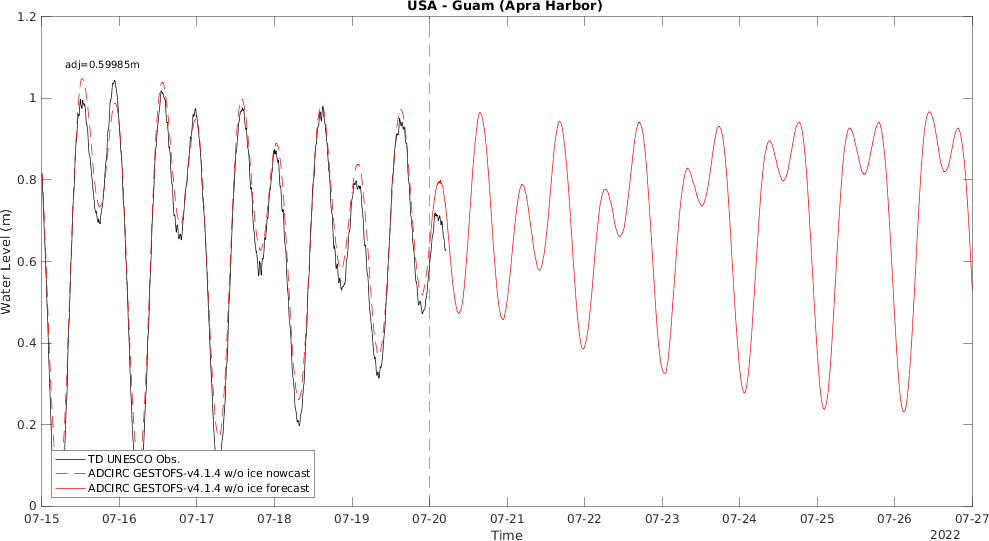 USA - Guam (Apra Harbor)
adj=0.59985m
Water Level (m)
1.2
1
0.8
0.6
0.4
0.2
0
TD UNESCO Obs.
ADCIRC GESTOFS-v4.1.4 w/o ice nowcast
ADCIRC GESTOFS-v4.1.4 w/o ice forecast
07-15 07-16 07-17 07-18 07-19 07-20 07-21 07-22 07-23 07-24 07-25 07-26 07-27
Time
2022